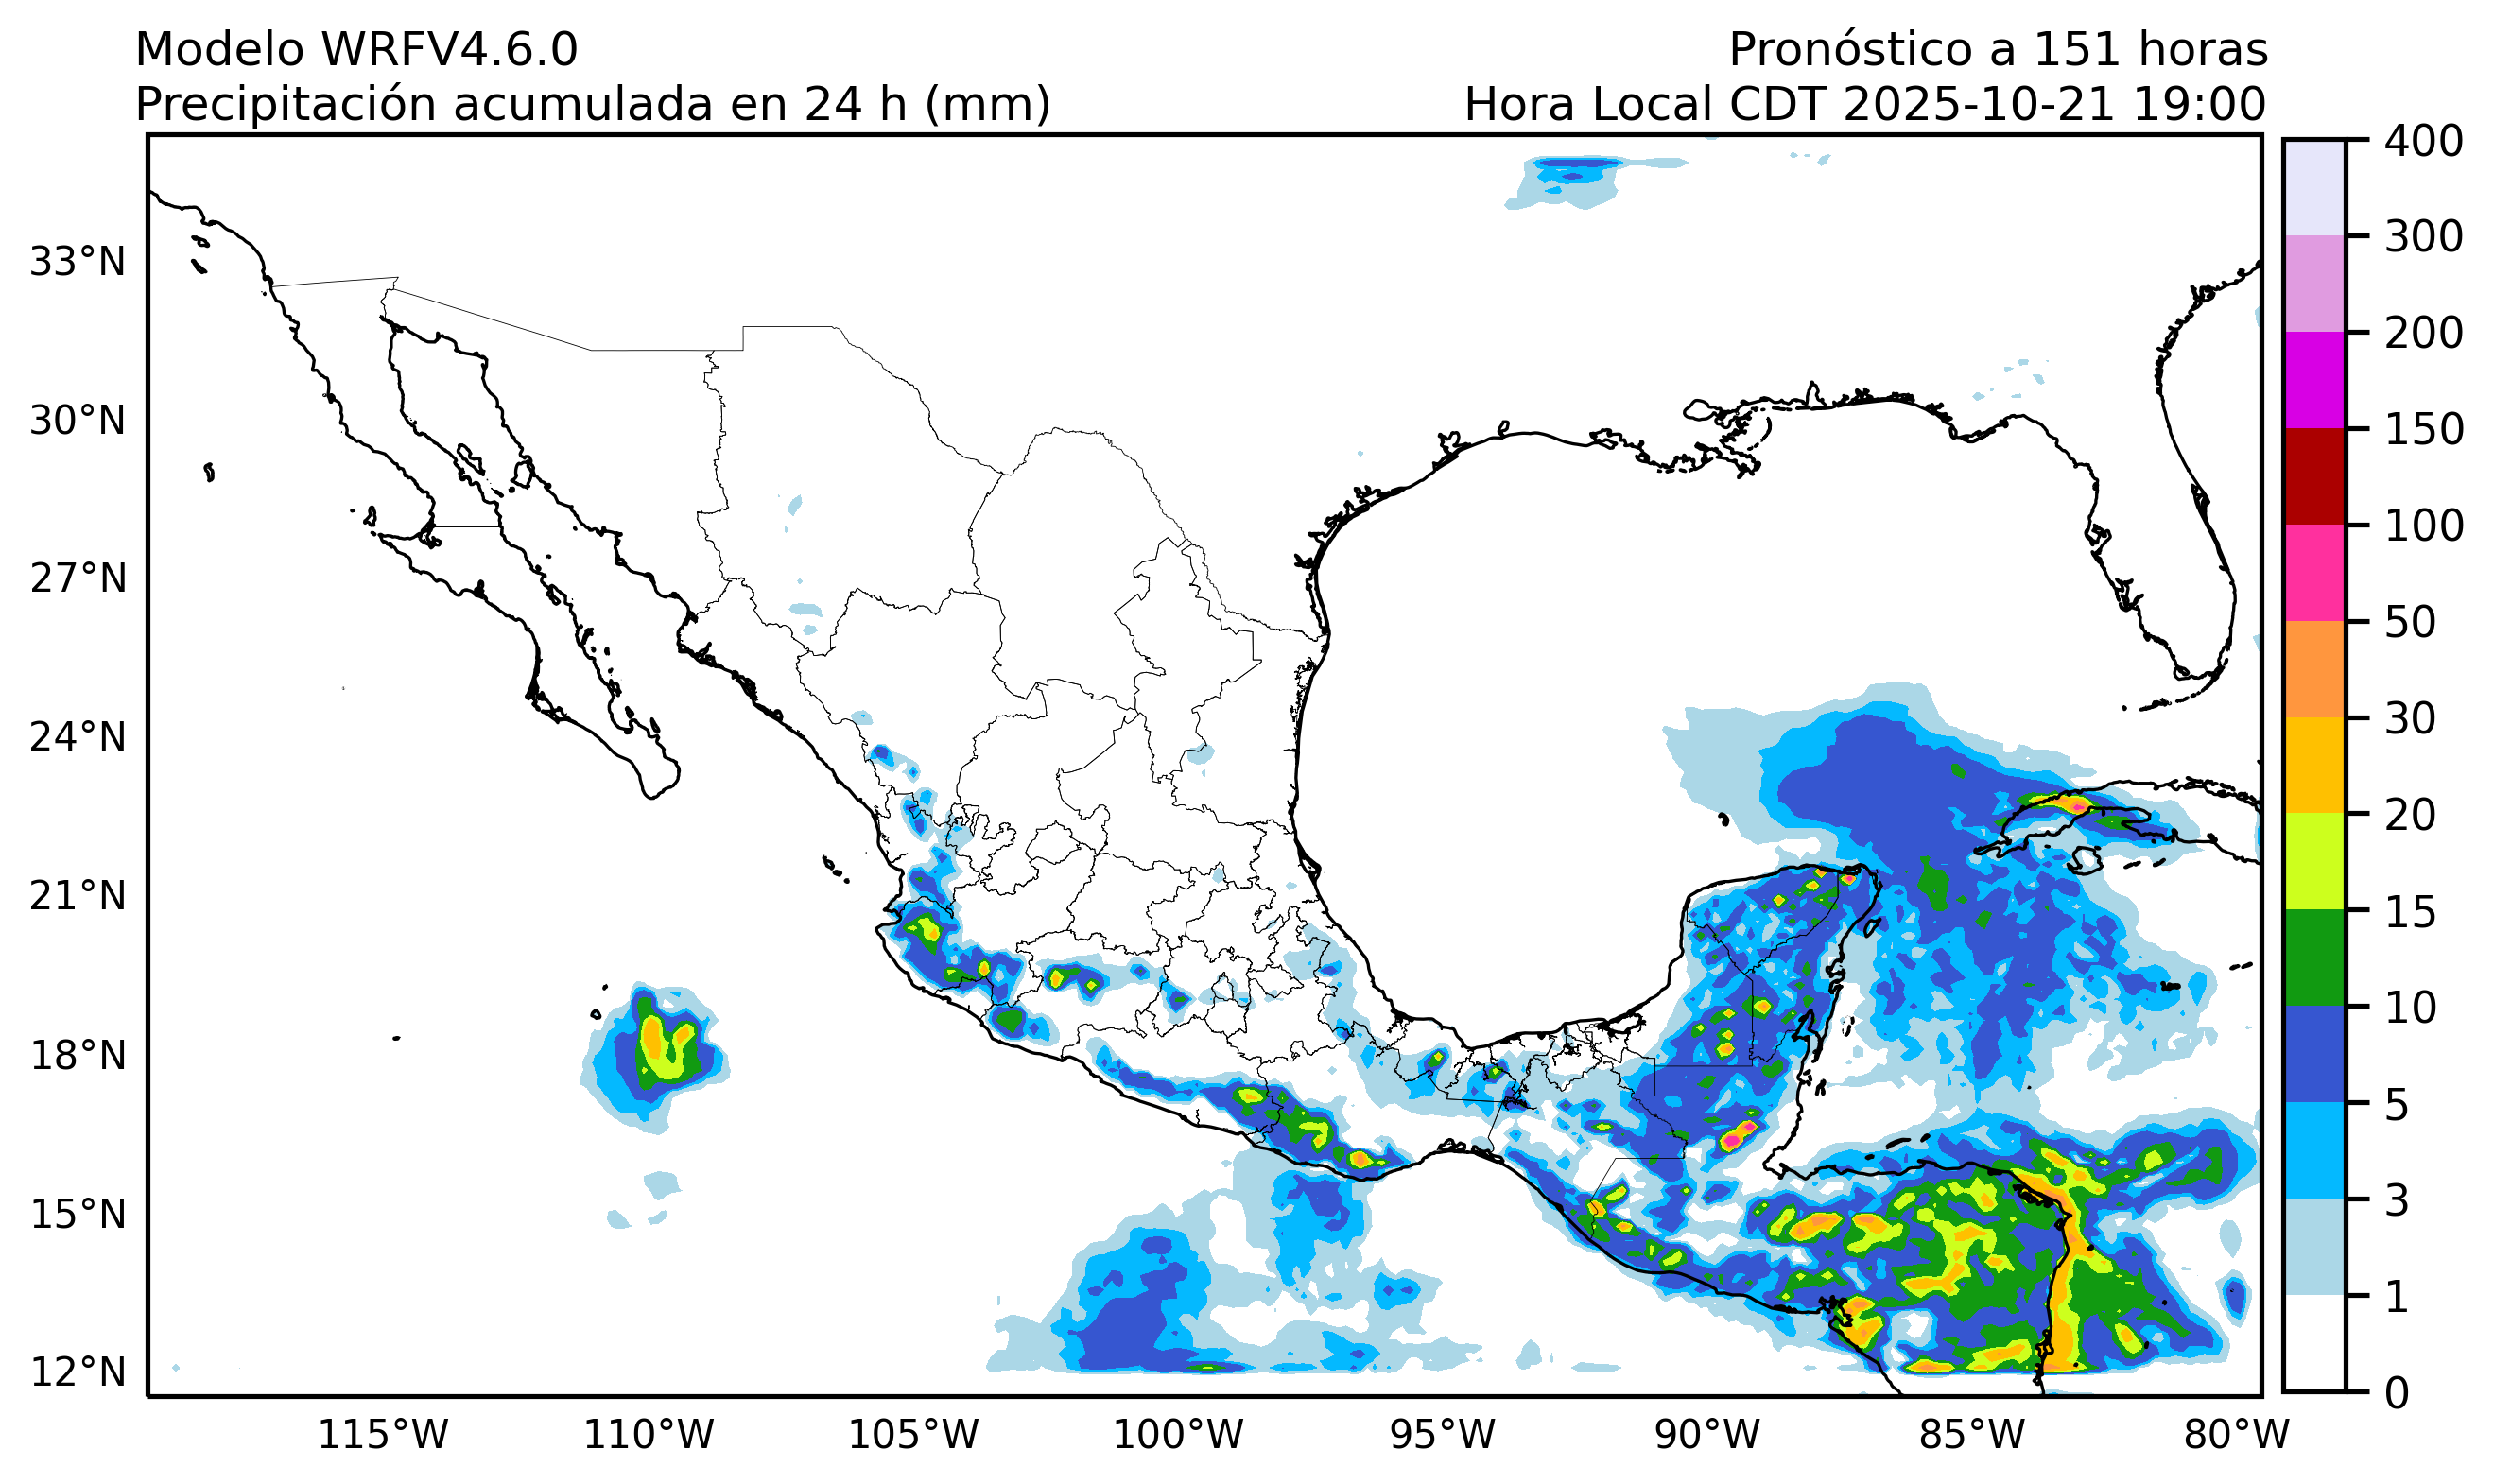 Modelo WRFV4.6.0
Pronóstico a 151 horas
Precipitación acumulada en 24 h (mm)
Hora Local CDT 2025-10-21 19:00
33°N
30°N
27°N
24°N
21°N
18°N
15°N
12°N
115°W
110°W
105°W
100°W
95°W
90°W
85°W
80°W
400
300
200
150
100
50
30
20
15
10
5
3
1
0